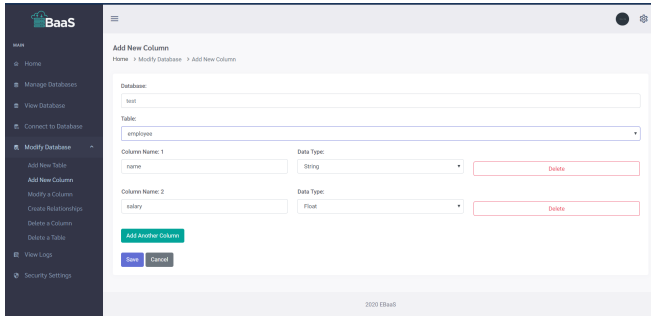 EBaaS
MAIN
Home
Manage Databases
View Database
Connect to Database
Modify Database
Add New Table
Add New Column
Modify a Column
Create Relationships
Delete a Column
Delete a Table
View Logs
Security Settings
Add New Column
Home > Modify Database > Add New Column
Database:
test
Table:
employee
Column Name: 1 Data Type:
name String Delete
Column Name: 2 Data Type:
salary Float Delete
Add Another Column
Save Cancel
2020 EBaaS